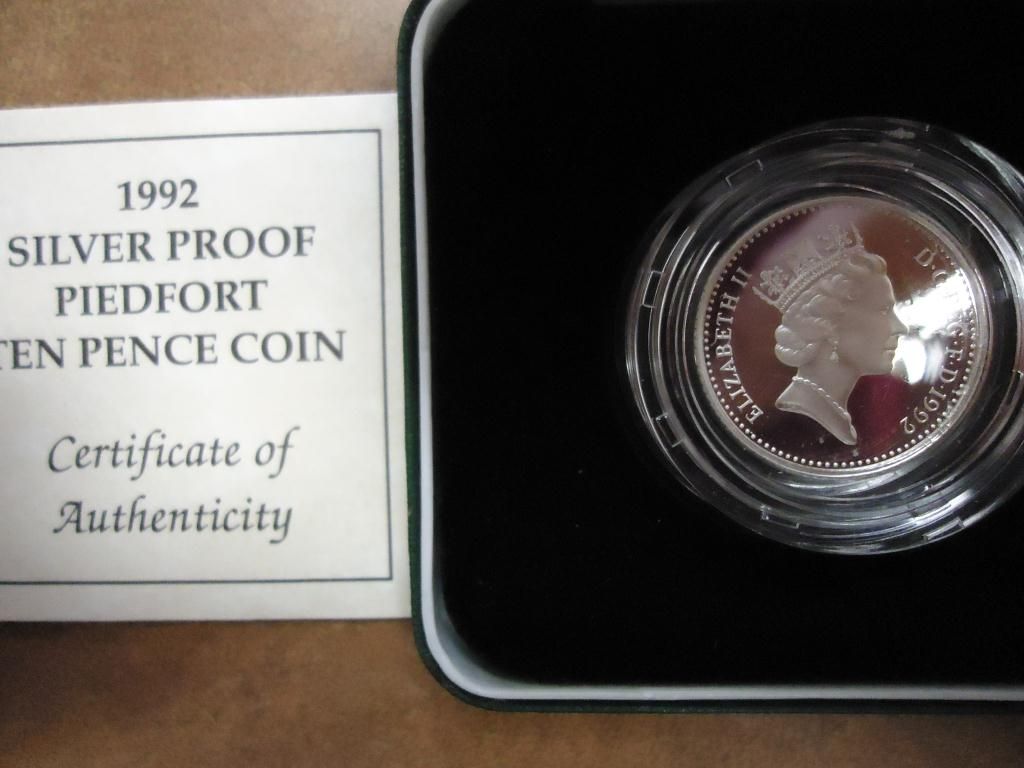 1992
SILVER PROOF
PIEDFORT
TEN PENCE COIN
Certificate of
Authenticity
ELIZABETH II
D·G· F·D·1992